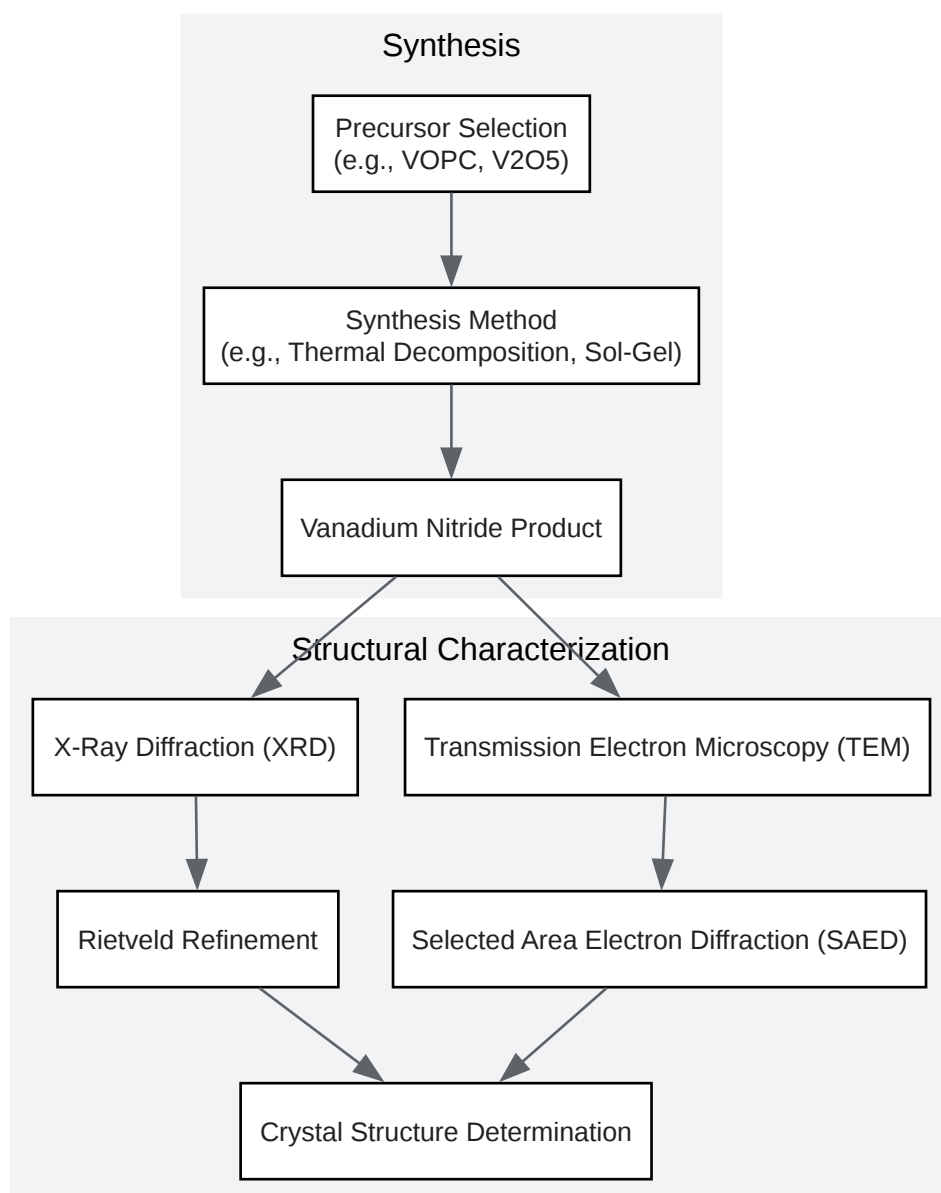 Synthesis
Precursor Selection
(e.g., VOPC, V2O5)
Synthesis Method
(e.g., Thermal Decomposition, Sol-Gel)
Vanadium Nitride Product
Structural Characterization
X-Ray Diffraction (XRD)
Transmission Electron Microscopy (TEM)
Rietveld Refinement
Selected Area Electron Diffraction (SAED)
Crystal Structure Determination